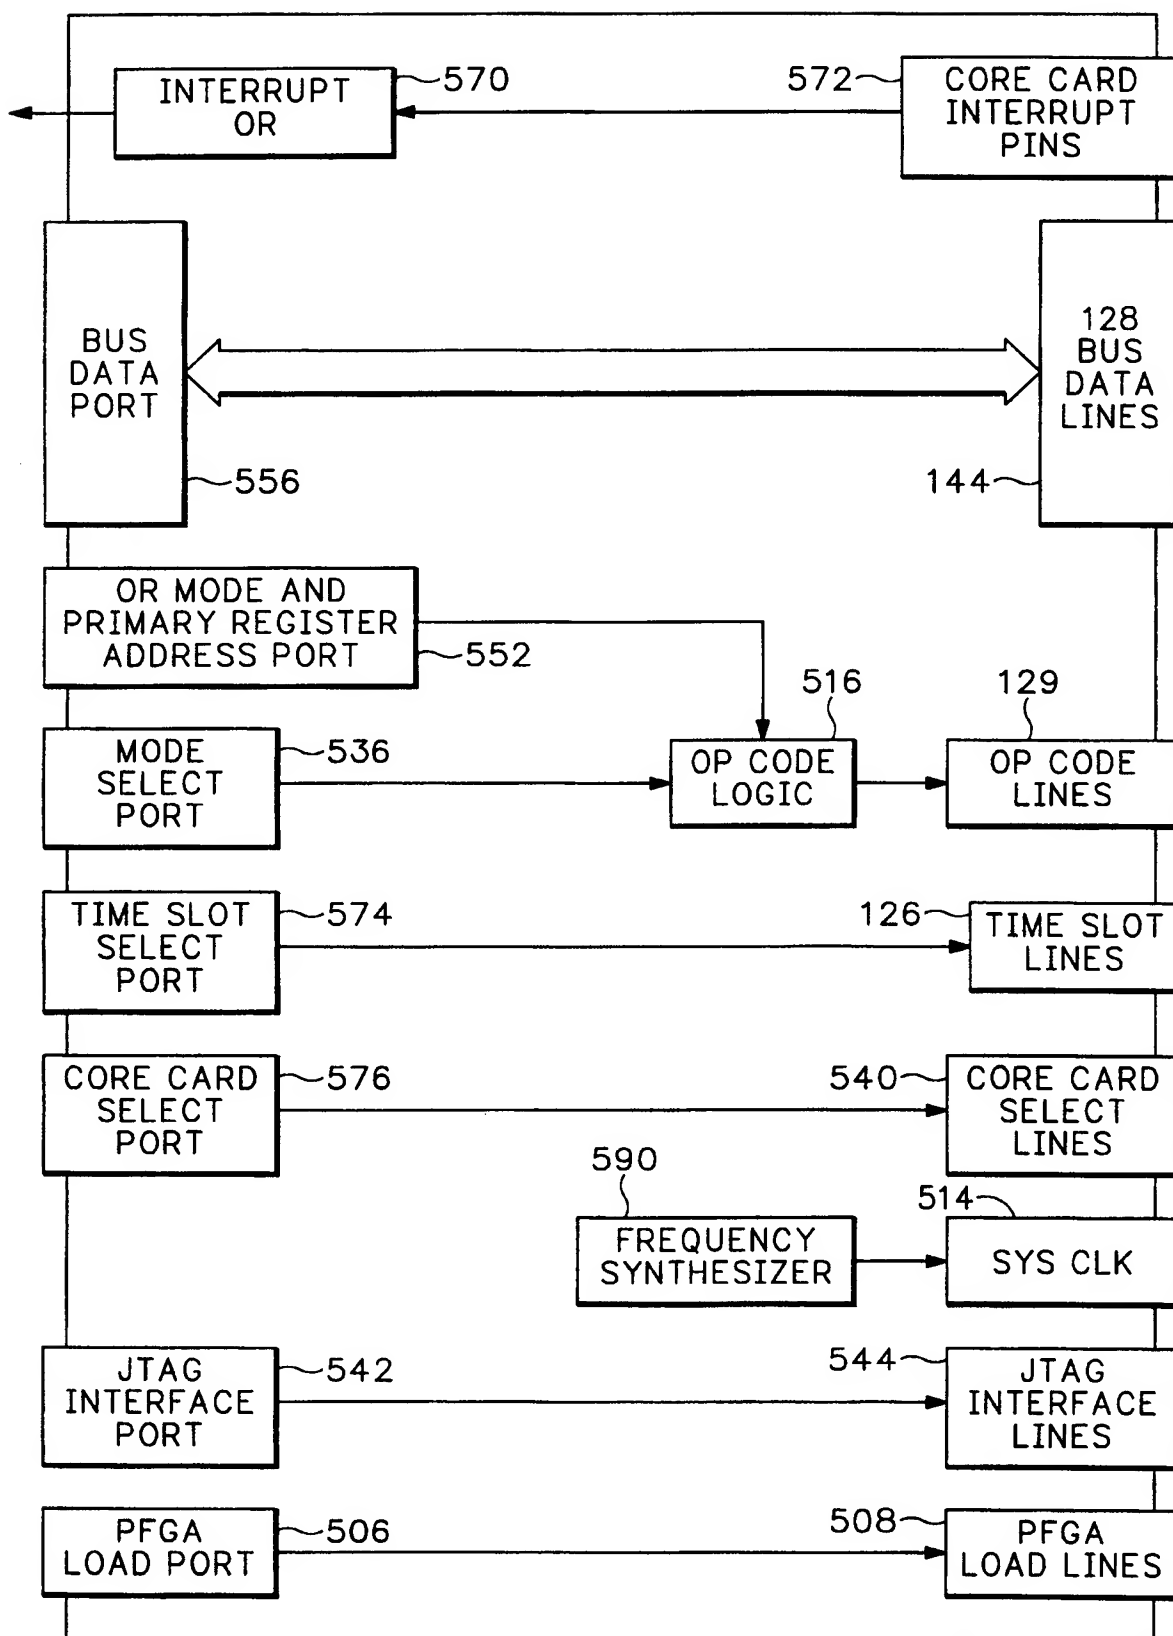 INTERRUPT
OR
570
572
CORE CARD
INTERRUPT
PINS
BUS
DATA
PORT
556
128
BUS
DATA
LINES
144
OR MODE AND
PRIMARY REGISTER
ADDRESS PORT
552
MODE
SELECT
PORT
536
516
OP CODE
LOGIC
129
OP CODE
LINES
TIME SLOT
SELECT
PORT
574
126
TIME SLOT
LINES
CORE CARD
SELECT
PORT
576
540
CORE CARD
SELECT
LINES
590
FREQUENCY
SYNTHESIZER
514
SYS CLK
JTAG
INTERFACE
PORT
542
544
JTAG
INTERFACE
LINES
PFGA
LOAD PORT
506
508
PFGA
LOAD LINES